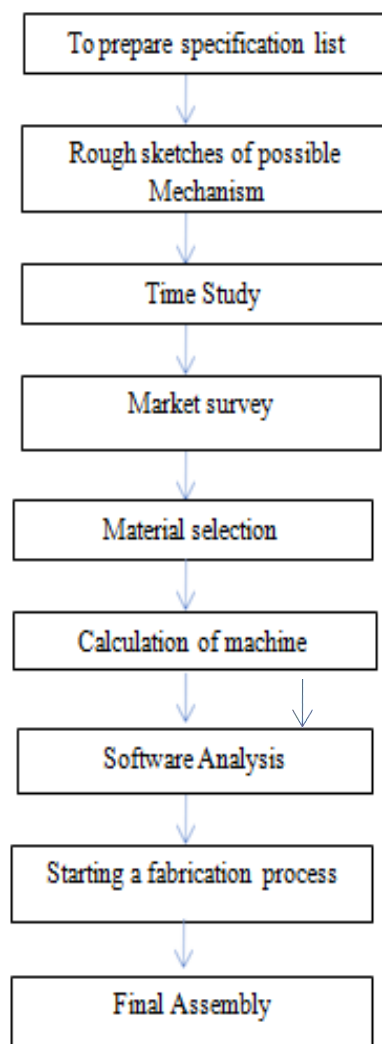 To prepare specification list
Rough sketches of possible
Mechanism
Time Study
Market survey
Material selection
Calculation of machine
Software Analysis
Starting a fabrication process
Final Assembly